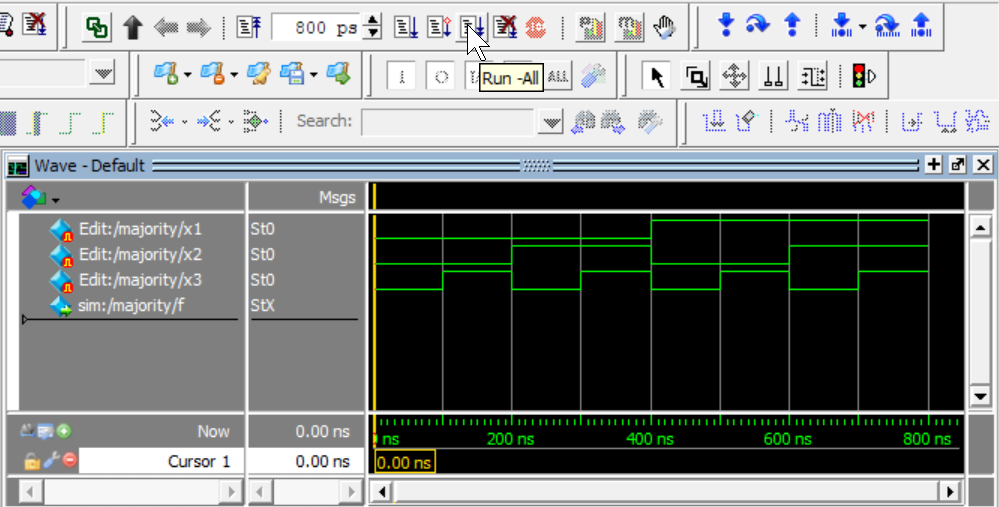 800 ps
Run -All
ALL
Search:
Wave - Default
Msgs
Edit:/majority/x1 St0
Edit:/majority/x2 St0
Edit:/majority/x3 St0
sim:/majority/f StX
Now 0.00 ns
ns 200 ns 400 ns 600 ns 800 ns
Cursor 1 0.00 ns 0.00 ns